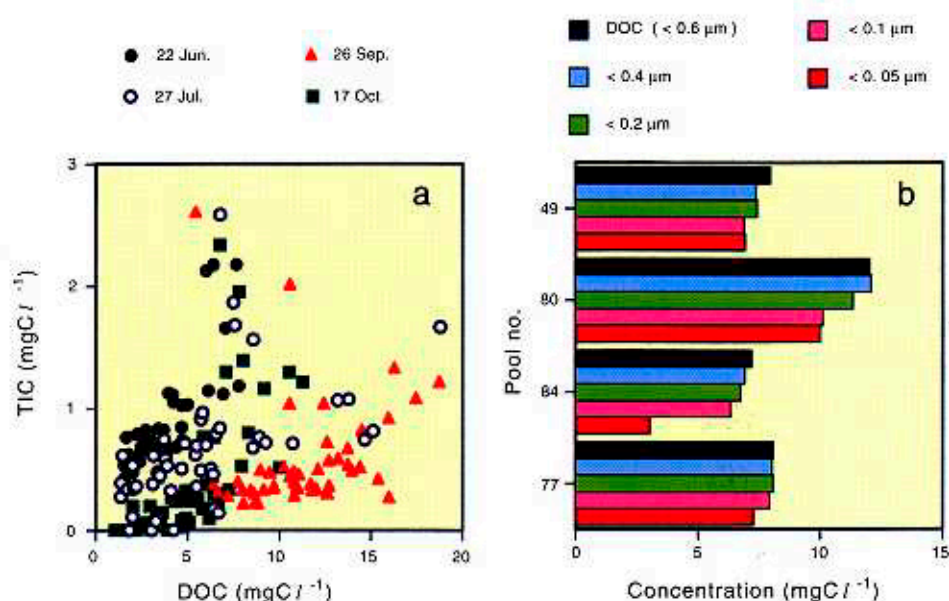 22 Jun.
27 Jul.
26 Sep.
17 Oct.
a
TIC (mgC / ⁻¹)
3
2
1
0
0 5 10 15 20
DOC (mgC / ⁻¹)
DOC ( < 0.6 µm )
< 0.4 µm
< 0.2 µm
< 0.1 µm
< 0. 05 µm
b
Pool no.
49
80
84
77
0 5 10 15
Concentration (mgC / ⁻¹)